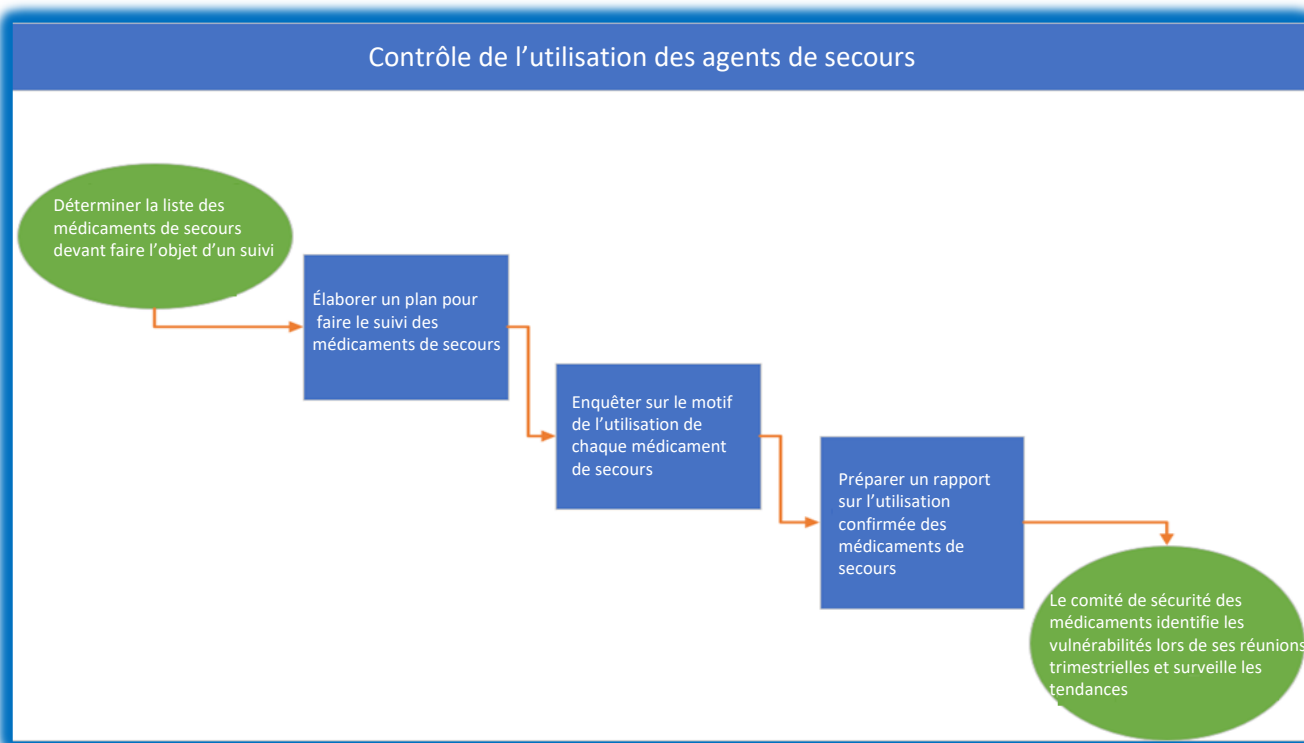 Contrôle de l’utilisation des agents de secours
Déterminer la liste des
médicaments de secours
devant faire l’objet d’un suivi
Élaborer un plan pour
faire le suivi des
médicaments de secours
Enquêter sur le motif
de l’utilisation de
chaque médicament
de secours
Préparer un rapport
sur l’utilisation
confirmée des
médicaments de
secours
Le comité de sécurité des
médicaments identifie les
vulnérabilités lors de ses réunions
trimestrielles et surveille les
tendances